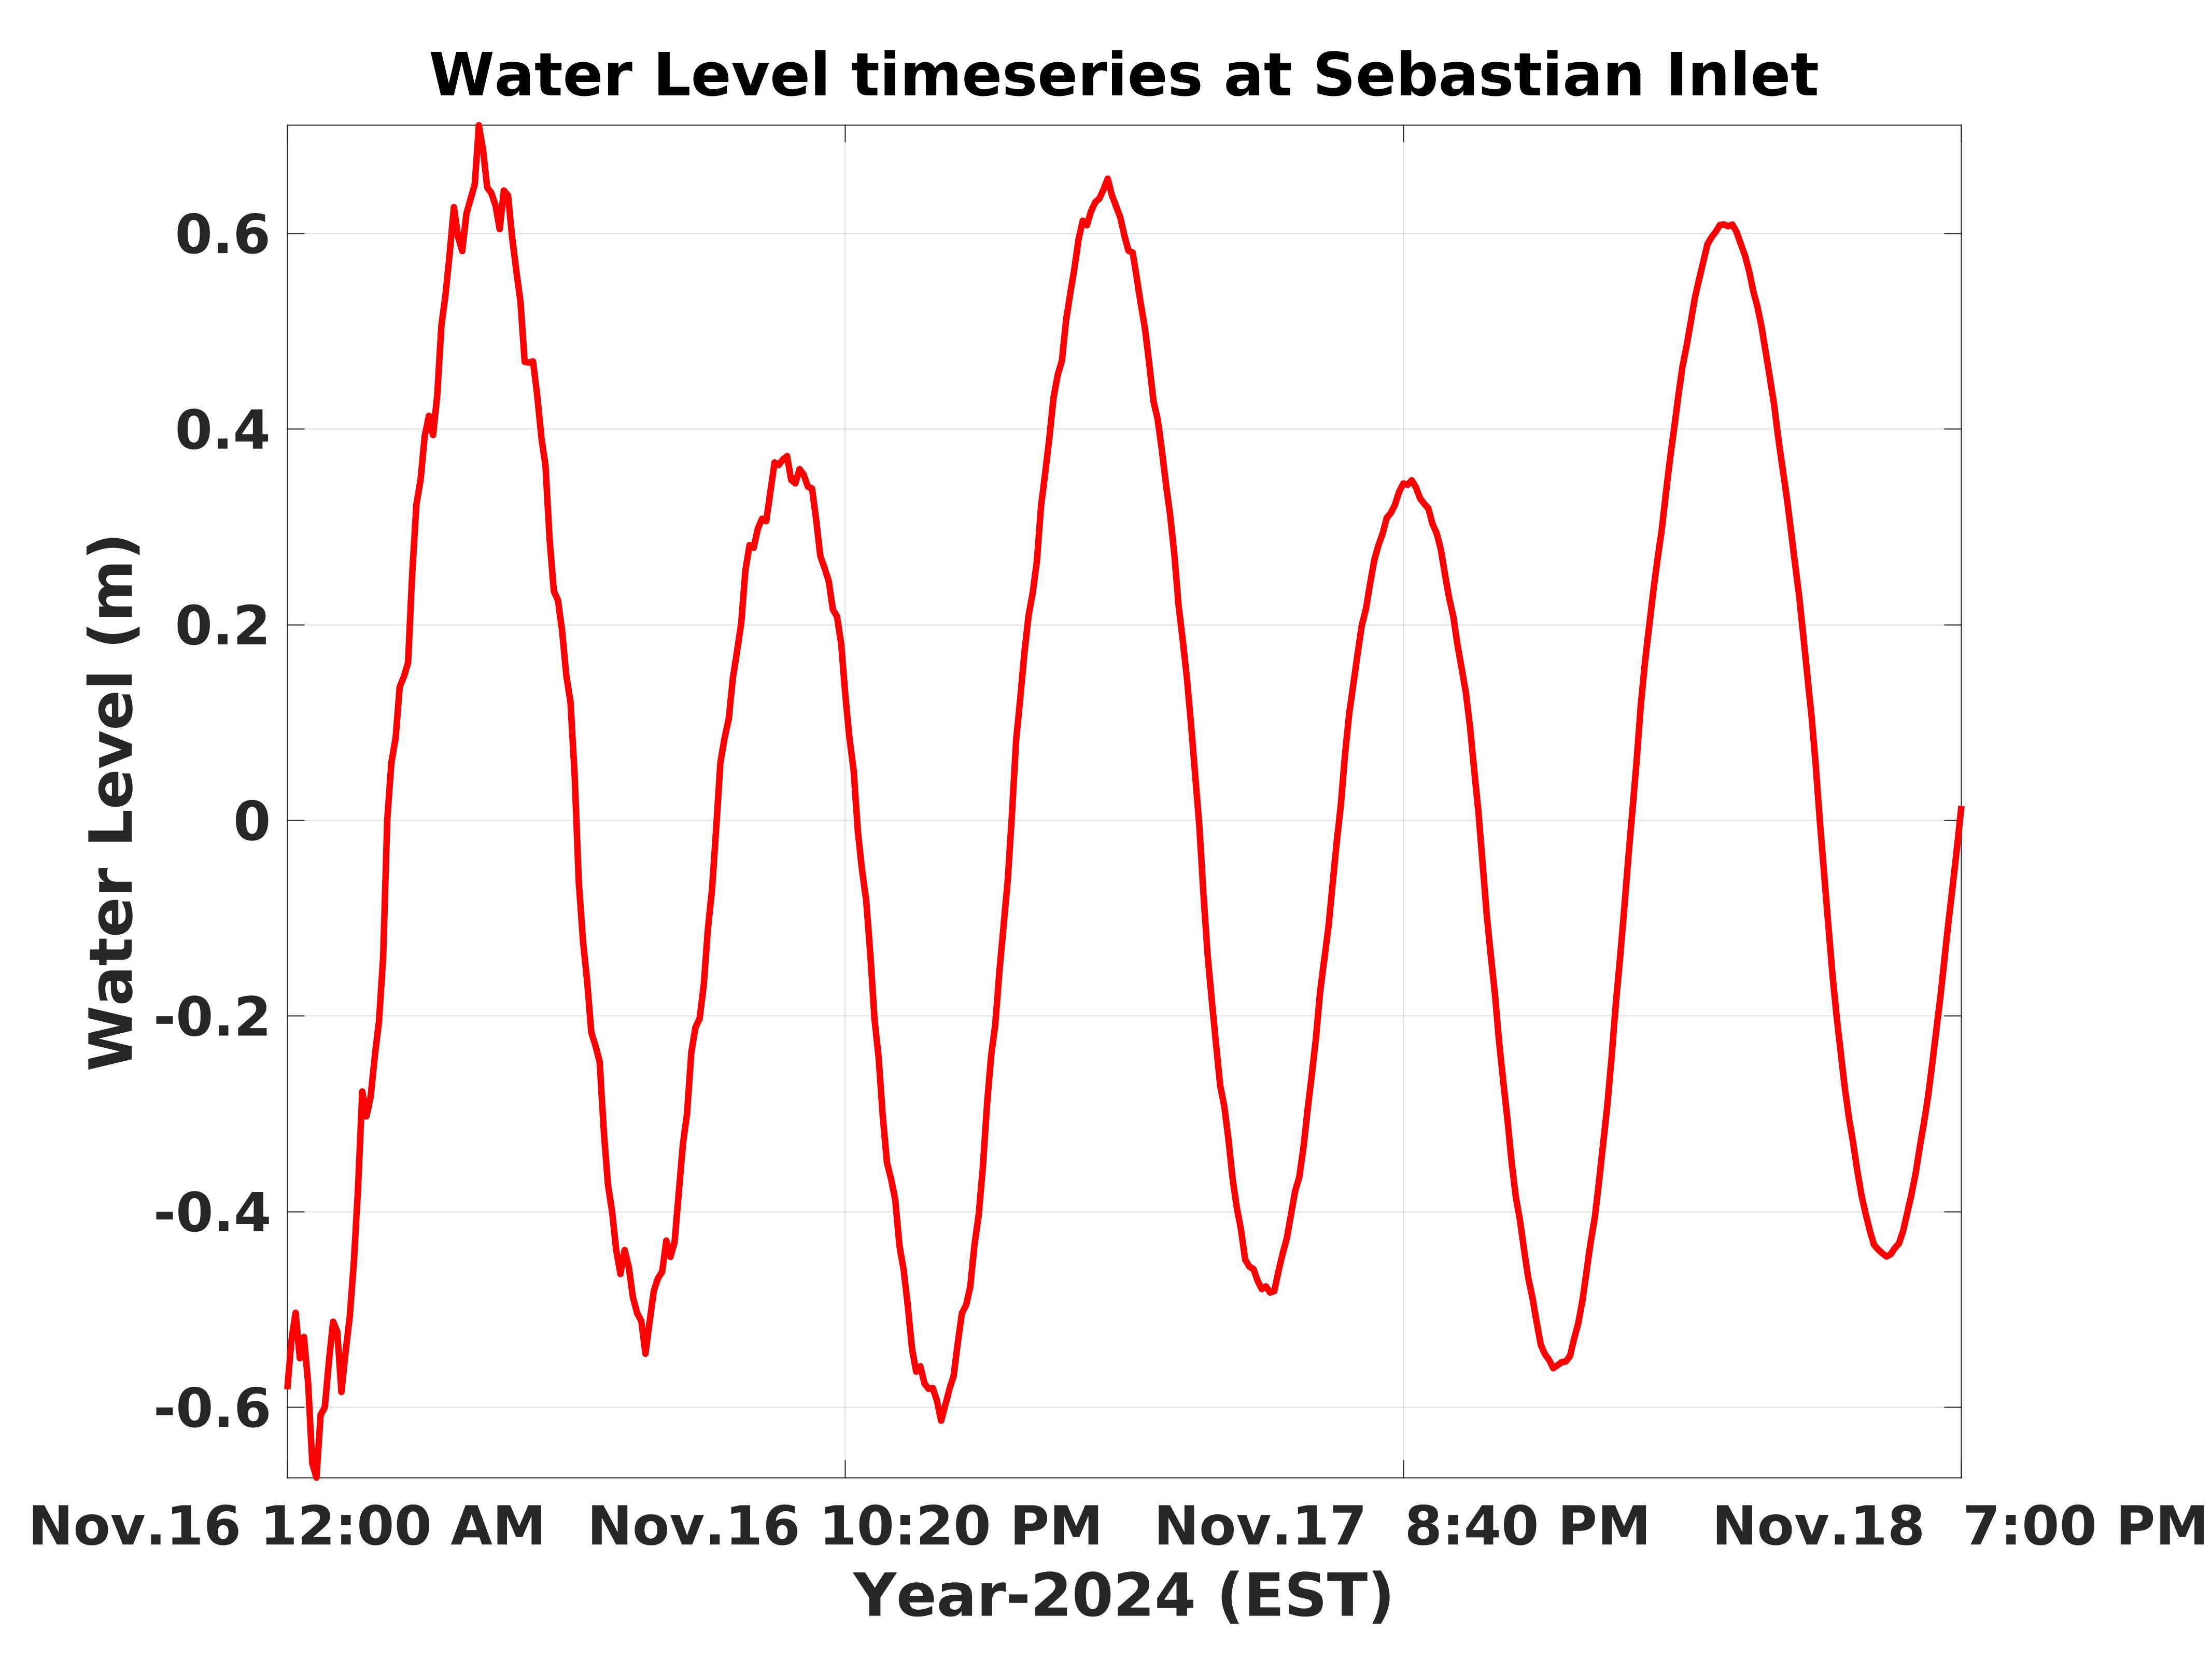 Water Level timeseries at Sebastian Inlet
Water Level (m)
0.6
0.4
0.2
0
-0.2
-0.4
-0.6
Nov.16 12:00 AM Nov.16 10:20 PM Nov.17 8:40 PM Nov.18 7:00 PM
Year-2024 (EST)